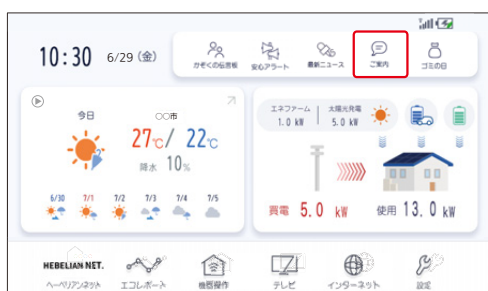 10:30 6/29 (金)
かぞくの伝言板 安心アラート 最新ニュース ご案内 ゴミの日
今日 ○○市
27℃/ 22℃
降水 10%
6/30 7/1 7/2 7/3 7/4 7/5
エネファーム 太陽光発電
1.0 kW 5.0 kW
買電 5.0 kW 使用 13.0 kW
HEBELIAN NET.
ヘーベリアンネット エコレポート 機器操作 テレビ インターネット 設定